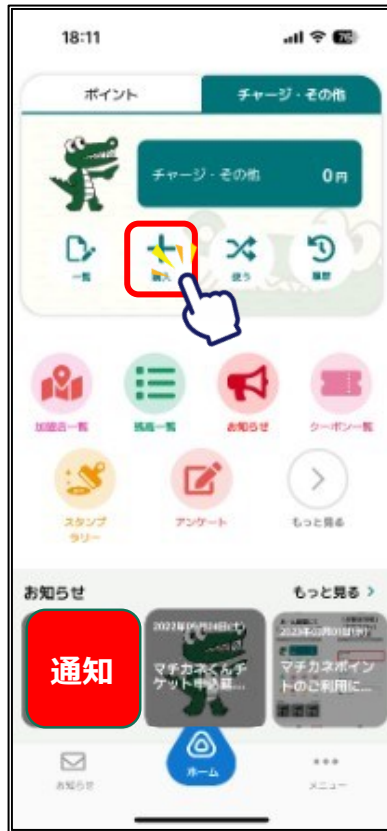 18:11
ポイント
チャージ・その他
チャージ・その他 0円
一覧
購入
使う
履歴
加盟店一覧
残高一覧
お知らせ
クーポン一覧
スタンプ
ラリー
アンケート
もっと見る
お知らせ
もっと見る
通知
マチカネくんチ
ケット申込募...
マチカネポイン
トのご利用に...
お知らせ
ホーム
メニュー